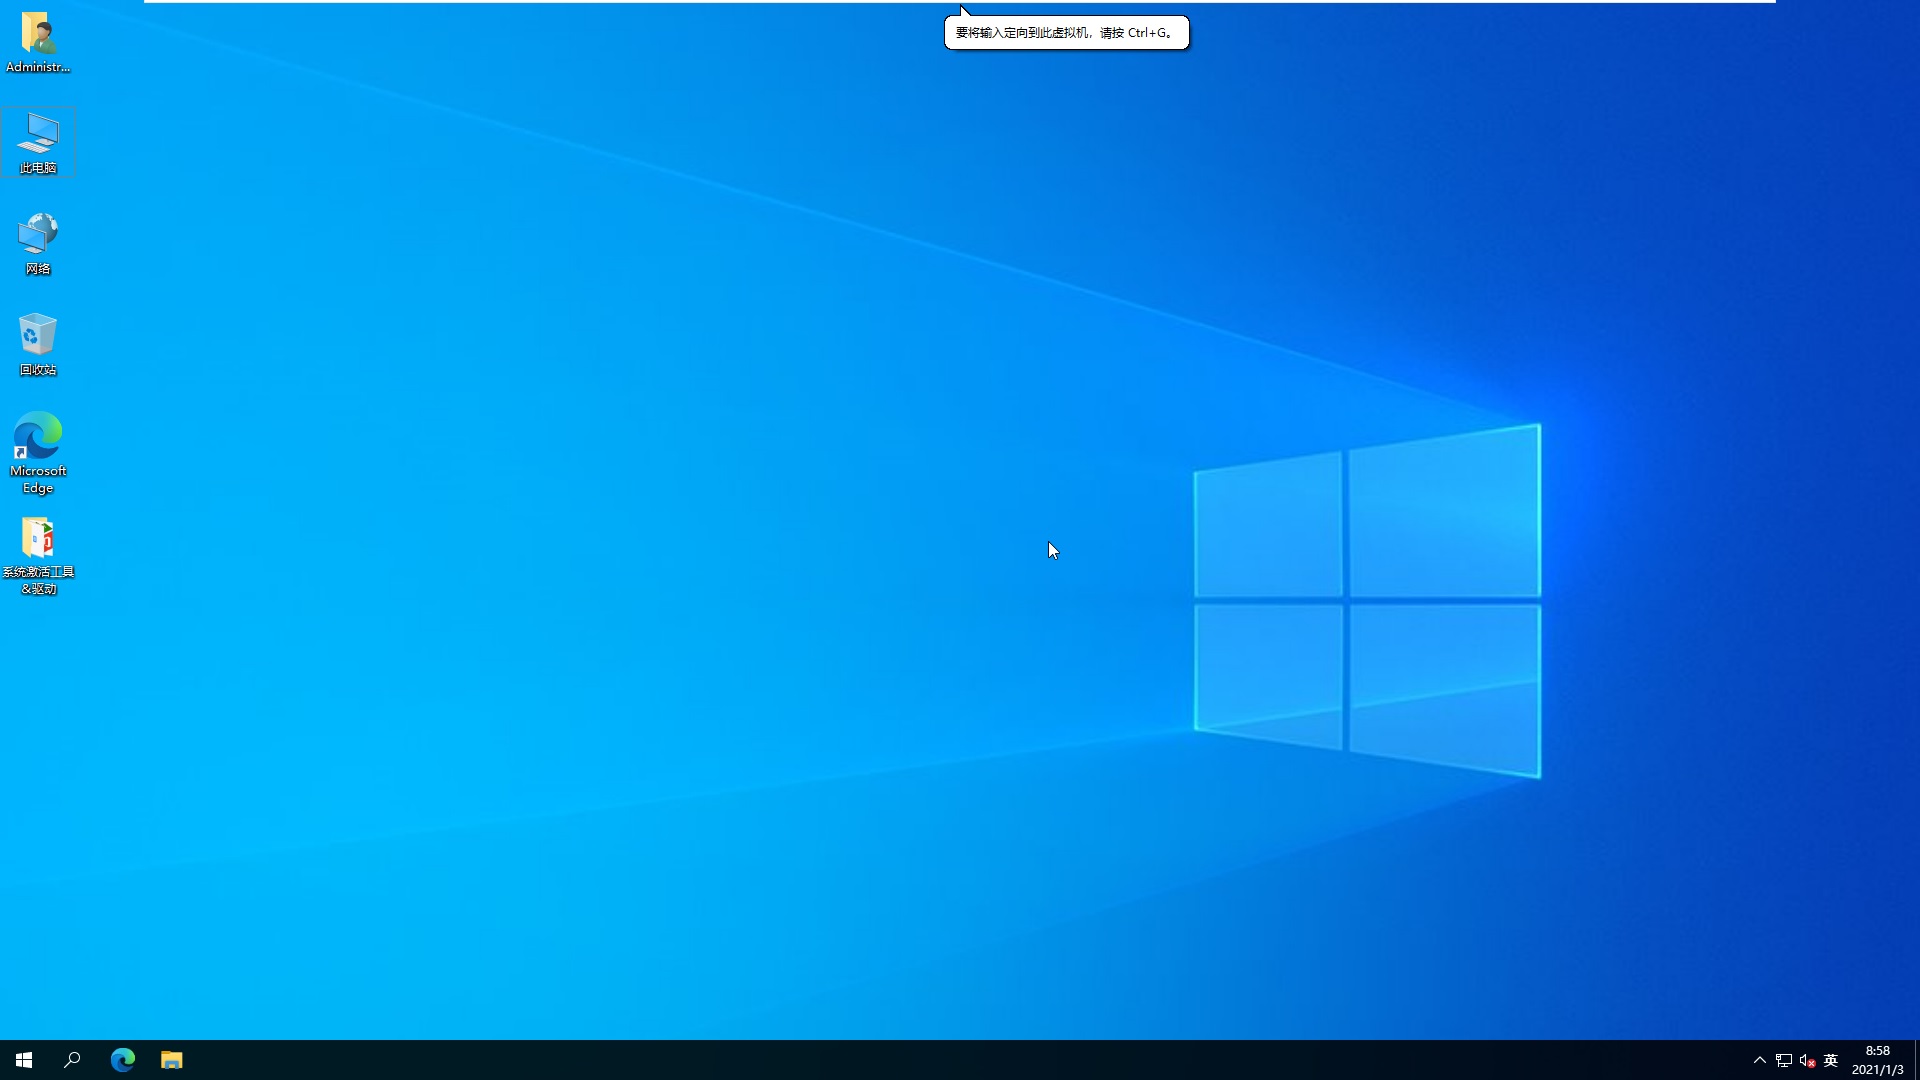 要将输入定向到此虚拟机，请按 Ctrl+G。
Administr...
此电脑
网络
回收站
Microsoft
Edge
系统激活工具
&驱动
英
8:58
2021/1/3